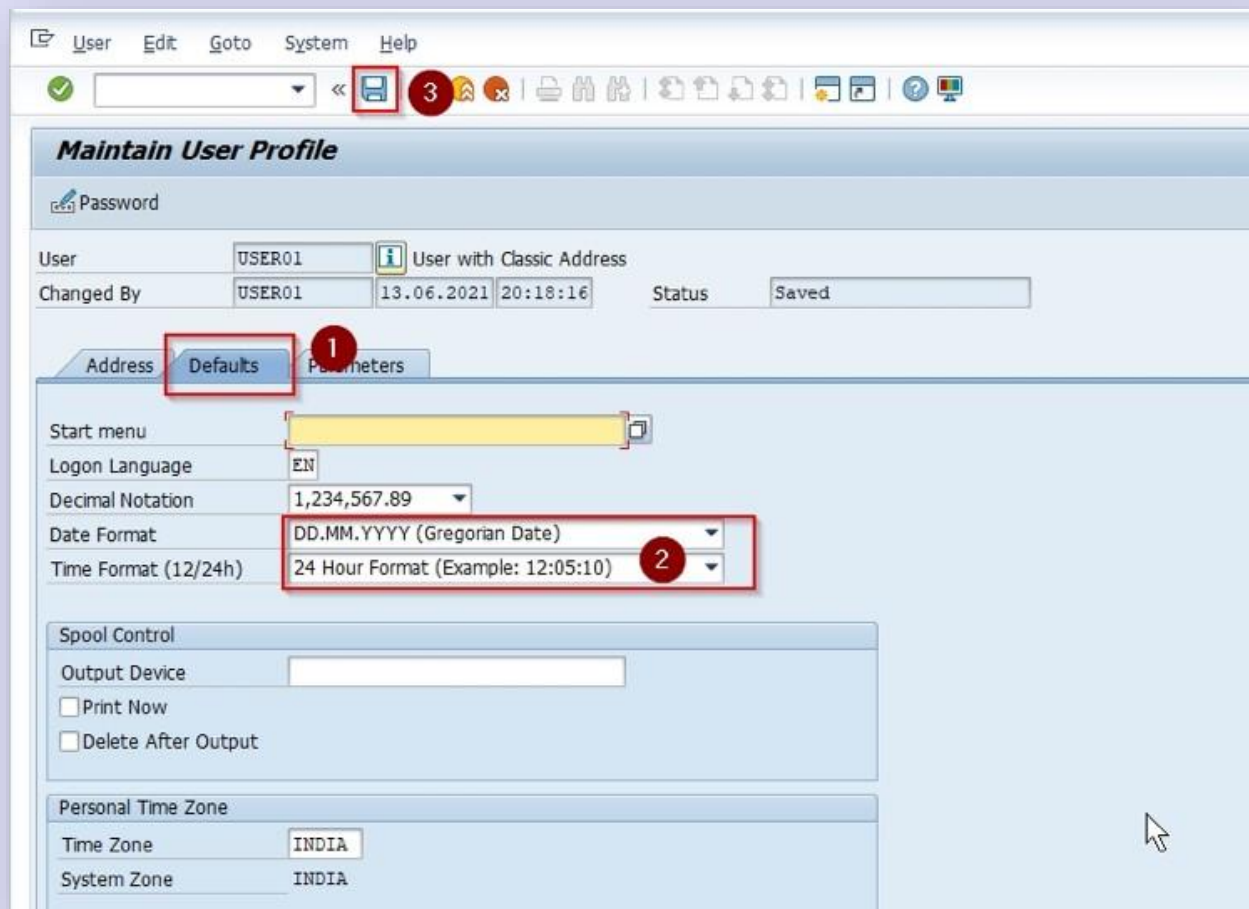 User Edit Goto System Help
« 3
Maintain User Profile
Password
User USER01 User with Classic Address
Changed By USER01 13.06.2021 20:18:16 Status Saved
1
Address Defaults Parameters
Start menu
Logon Language EN
Decimal Notation 1,234,567.89
Date Format DD.MM.YYYY (Gregorian Date)
Time Format (12/24h) 24 Hour Format (Example: 12:05:10) 2
Spool Control
Output Device
Print Now
Delete After Output
Personal Time Zone
Time Zone INDIA
System Zone INDIA